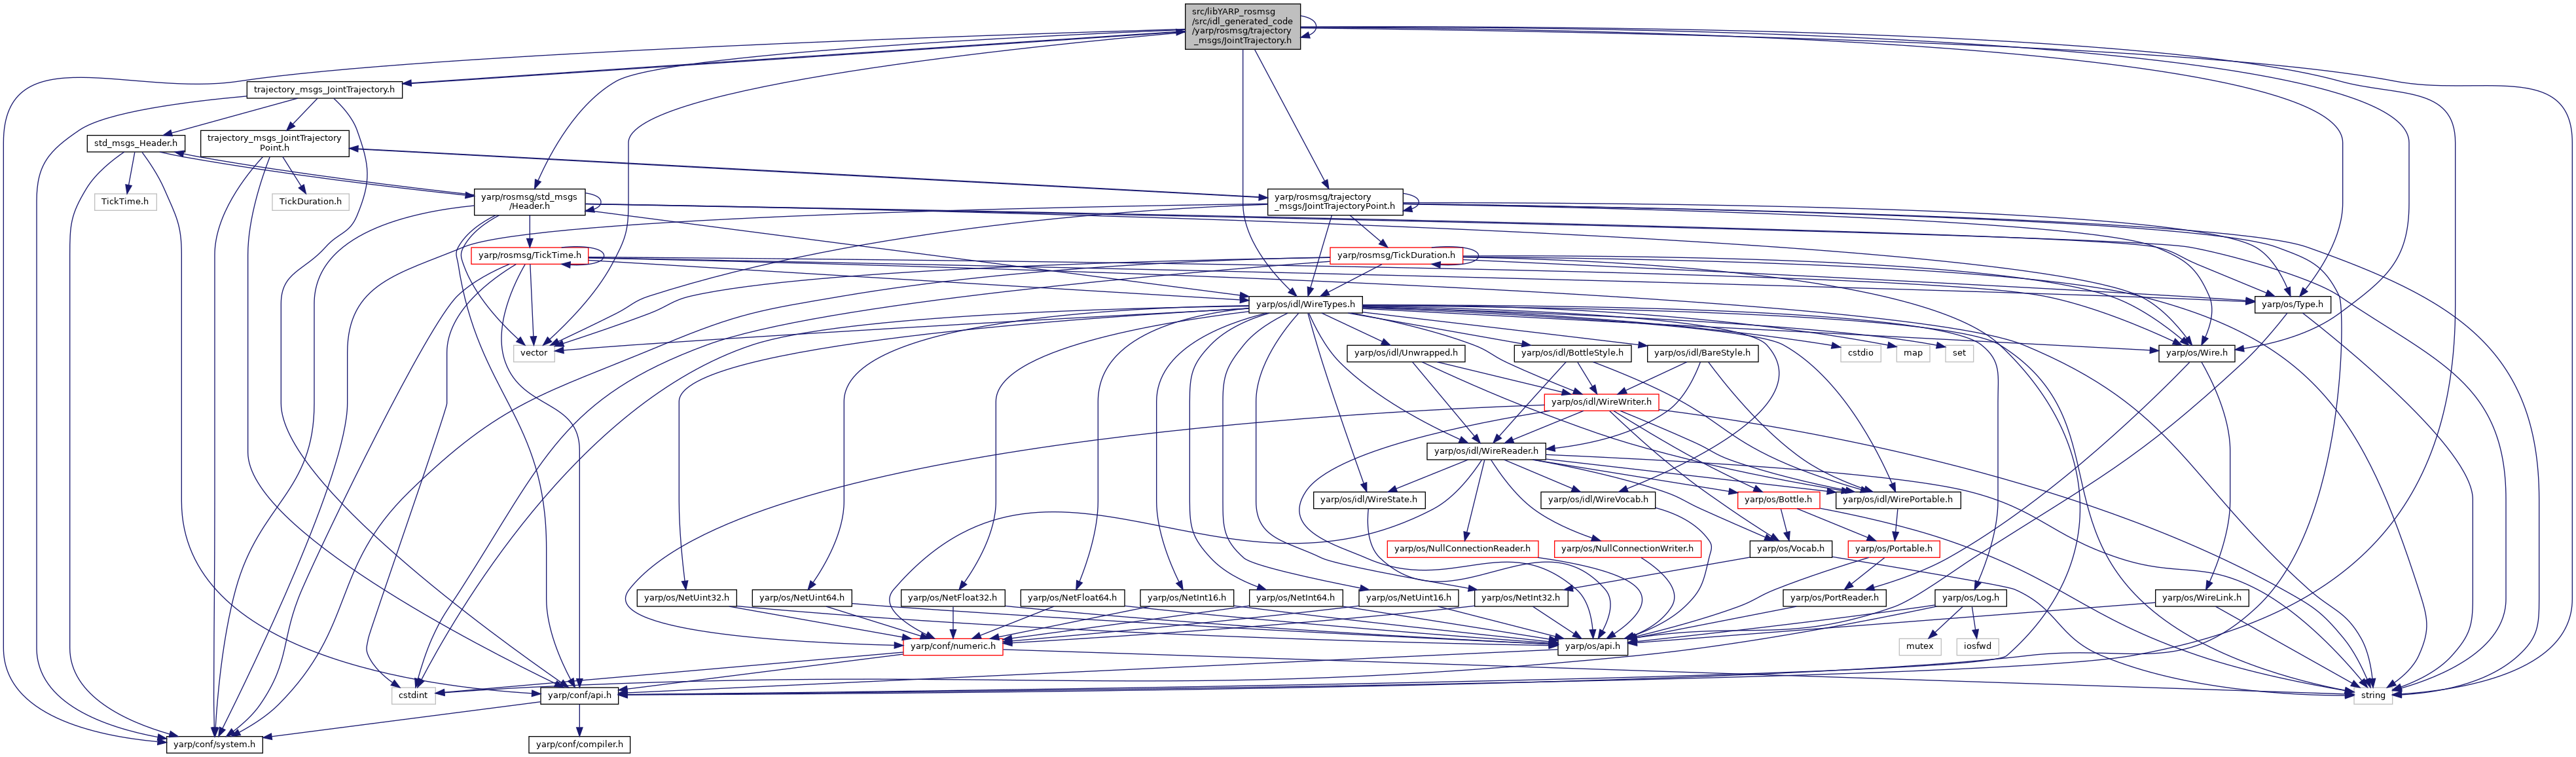 src/libYARP_rosmsg
/src/idl_generated_code
/yarp/rosmsg/trajectory
_msgs/JointTrajectory.h
trajectory_msgs_JointTrajectory.h
std_msgs_Header.h
trajectory_msgs_JointTrajectory
Point.h
TickTime.h
TickDuration.h
yarp/rosmsg/std_msgs
/Header.h
yarp/rosmsg/trajectory
_msgs/JointTrajectoryPoint.h
yarp/rosmsg/TickTime.h
yarp/rosmsg/TickDuration.h
yarp/os/idl/WireTypes.h
yarp/os/Type.h
vector
yarp/os/idl/Unwrapped.h
yarp/os/idl/BottleStyle.h
yarp/os/idl/BareStyle.h
cstdio
map
set
yarp/os/Wire.h
yarp/os/idl/WireWriter.h
yarp/os/idl/WireReader.h
yarp/os/idl/WireState.h
yarp/os/idl/WireVocab.h
yarp/os/Bottle.h
yarp/os/idl/WirePortable.h
yarp/os/NullConnectionReader.h
yarp/os/NullConnectionWriter.h
yarp/os/Vocab.h
yarp/os/Portable.h
yarp/os/NetUint32.h
yarp/os/NetUint64.h
yarp/os/NetFloat32.h
yarp/os/NetFloat64.h
yarp/os/NetInt16.h
yarp/os/NetInt64.h
yarp/os/NetUint16.h
yarp/os/NetInt32.h
yarp/os/PortReader.h
yarp/os/Log.h
yarp/os/WireLink.h
yarp/conf/numeric.h
yarp/os/api.h
mutex
iosfwd
cstdint
yarp/conf/api.h
string
yarp/conf/system.h
yarp/conf/compiler.h